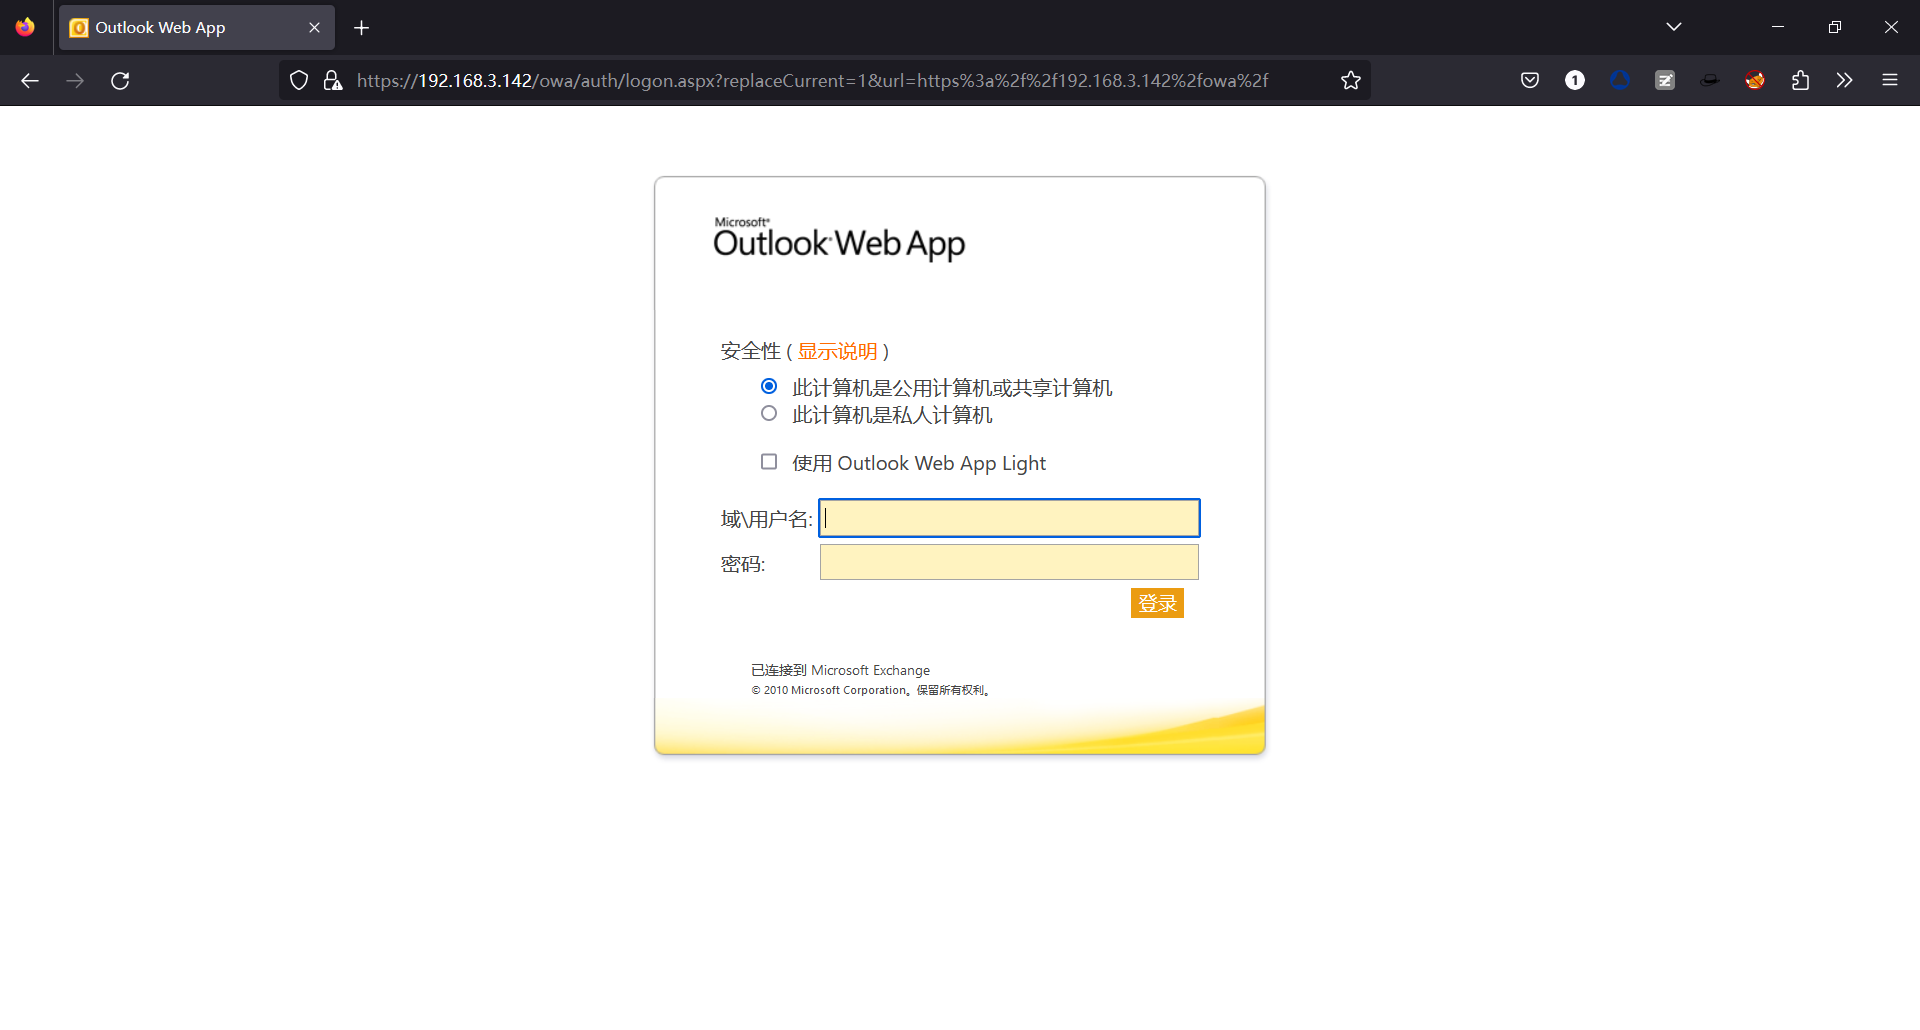 Outlook Web App
https://192.168.3.142/owa/auth/logon.aspx?replaceCurrent=1&url=https%3a%2f%2f192.168.3.142%2fowa%2f
1
Microsoft®
Outlook® Web App
安全性 ( 显示说明 )
此计算机是公用计算机或共享计算机
此计算机是私人计算机
使用 Outlook Web App Light
域\用户名:
密码:
登录
已连接到 Microsoft Exchange
© 2010 Microsoft Corporation。保留所有权利。